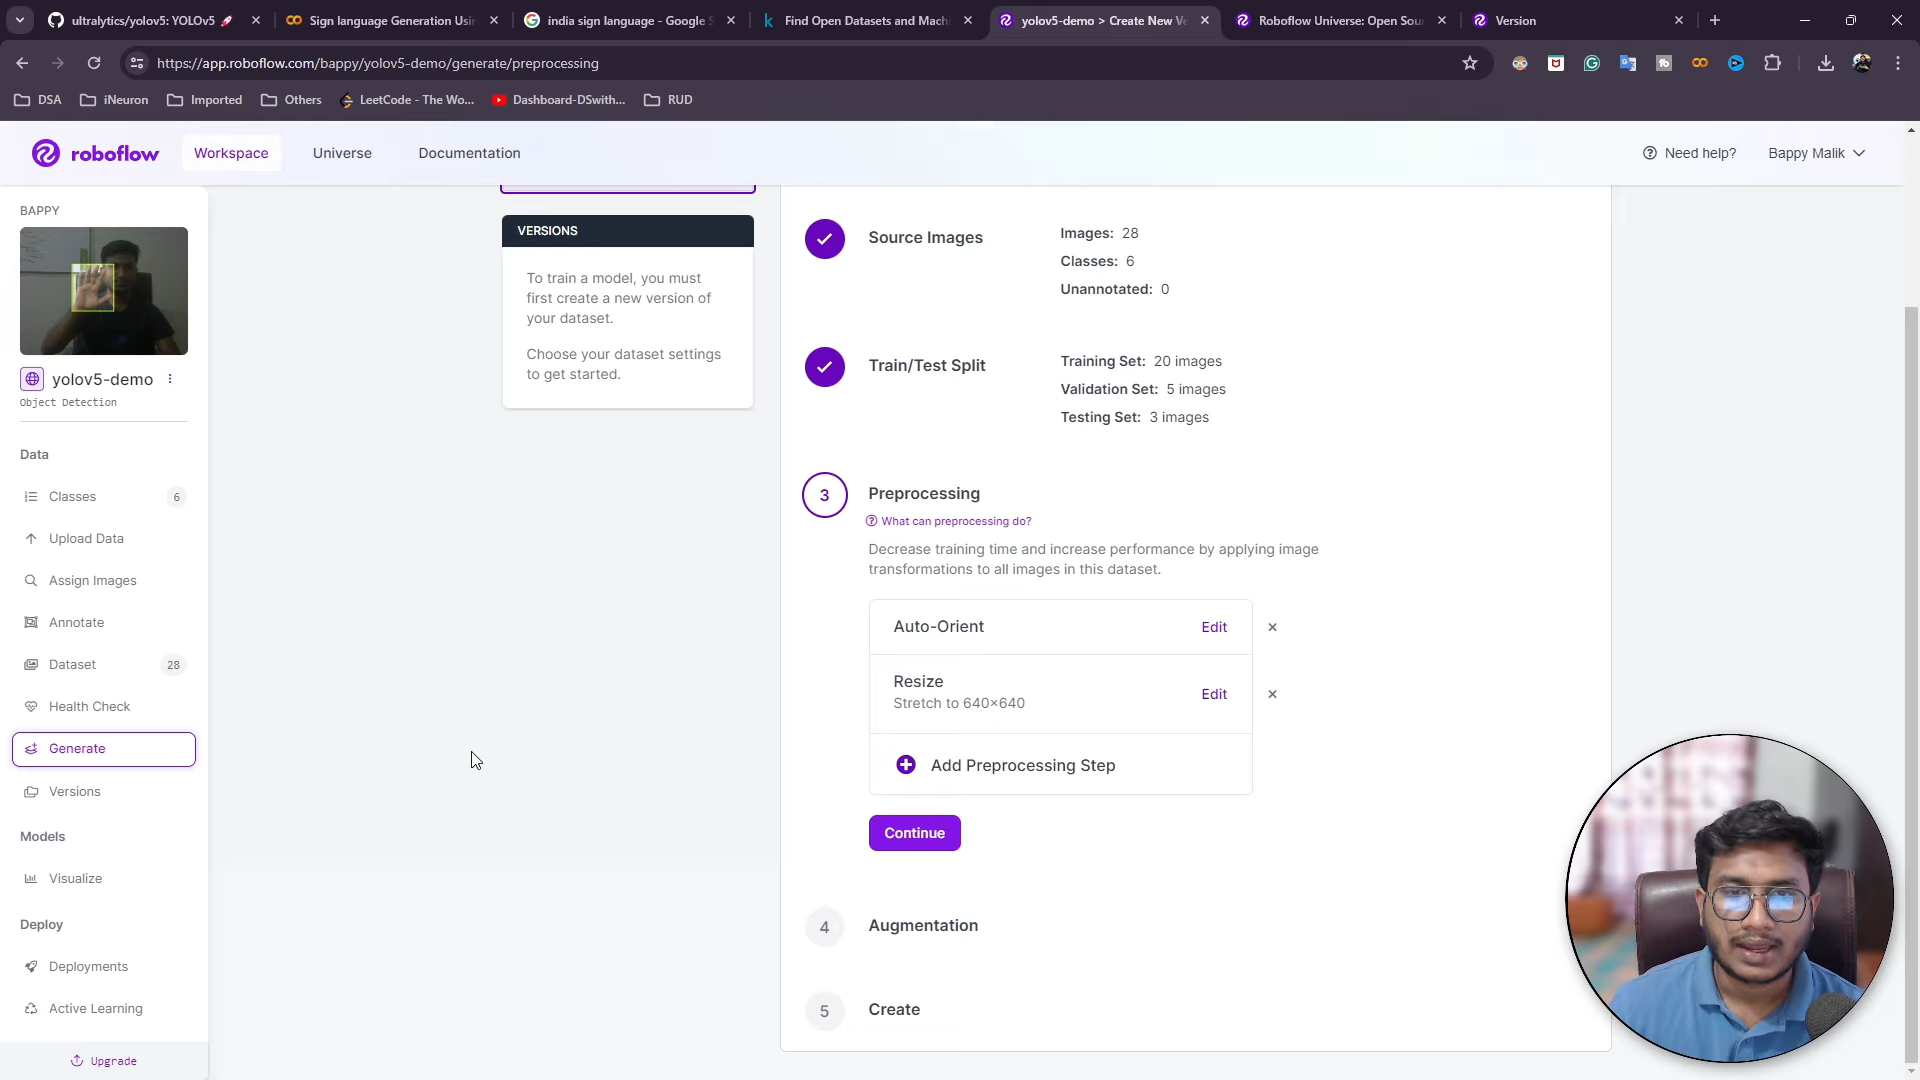 ultralytics/yolov5: YOLOv5 🚀
Sign language Generation Usin
india sign language - Google S
Find Open Datasets and Machi
yolov5-demo > Create New Ve
Roboflow Universe: Open Sou
Version
https://app.roboflow.com/bappy/yolov5-demo/generate/preprocessing
DSA
iNeuron
Imported
Others
LeetCode - The Wo...
Dashboard-DSwith...
RUD
roboflow
Workspace
Universe
Documentation
Need help?
Bappy Malik
BAPPY
yolov5-demo
Object Detection
Data
Classes 6
Upload Data
Assign Images
Annotate
Dataset 28
Health Check
Generate
Versions
Models
Visualize
Deploy
Deployments
Active Learning
Upgrade
VERSIONS
To train a model, you must
first create a new version of
your dataset.
Choose your dataset settings
to get started.
Source Images
Images: 28
Classes: 6
Unannotated: 0
Train/Test Split
Training Set: 20 images
Validation Set: 5 images
Testing Set: 3 images
3 Preprocessing
What can preprocessing do?
Decrease training time and increase performance by applying image
transformations to all images in this dataset.
Auto-Orient Edit
Resize
Stretch to 640×640 Edit
Add Preprocessing Step
Continue
4 Augmentation
5 Create